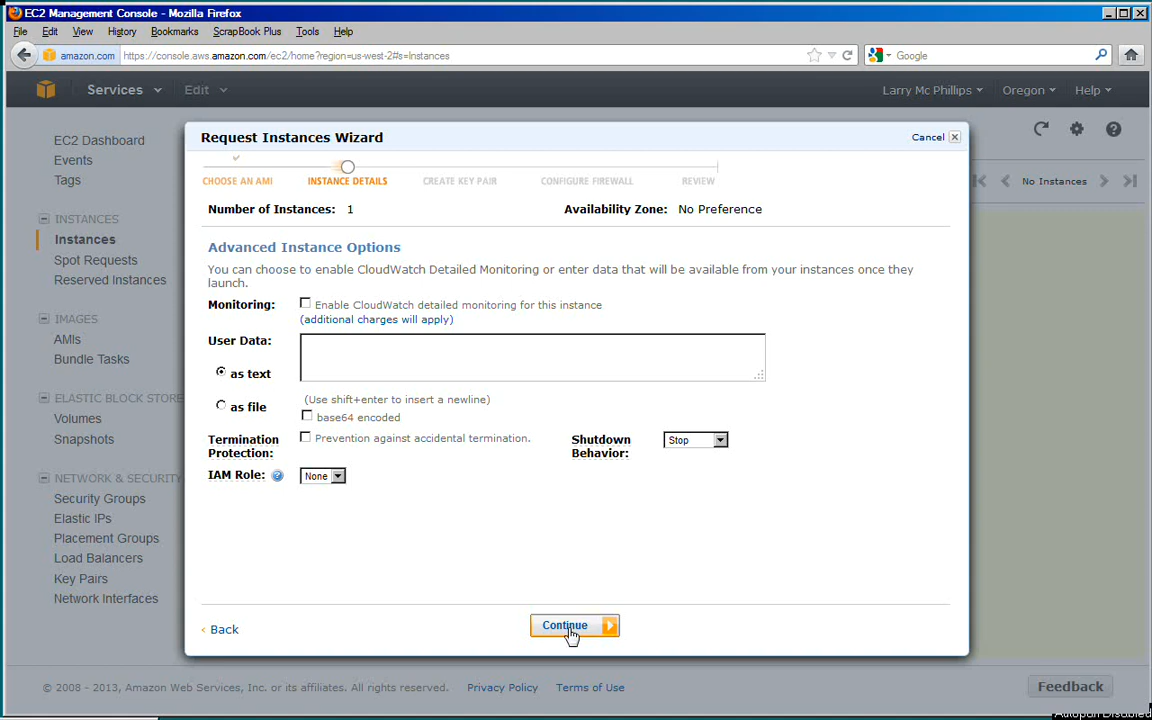 EC2 Management Console - Mozilla Firefox
File Edit View History Bookmarks ScrapBook Plus Tools Help
amazon.com https://console.aws.amazon.com/ec2/home?region=us-west-2#s=Instances Google
Services Edit Larry Mc Phillips Oregon Help
EC2 Dashboard
Events
Tags
INSTANCES
Instances
Spot Requests
Reserved Instances
IMAGES
AMIs
Bundle Tasks
ELASTIC BLOCK STORE
Volumes
Snapshots
NETWORK & SECURITY
Security Groups
Elastic IPs
Placement Groups
Load Balancers
Key Pairs
Network Interfaces
Request Instances Wizard Cancel
CHOOSE AN AMI INSTANCE DETAILS CREATE KEY PAIR CONFIGURE FIREWALL REVIEW
Number of Instances: 1 Availability Zone: No Preference
Advanced Instance Options
You can choose to enable CloudWatch Detailed Monitoring or enter data that will be available from your instances once they
launch.
Monitoring: Enable CloudWatch detailed monitoring for this instance
(additional charges will apply)
User Data:
as text
as file (Use shift+enter to insert a newline)
base64 encoded
Termination Protection: Prevention against accidental termination. Shutdown Behavior: Stop
IAM Role: ? None
< Back Continue
No Instances
© 2008 - 2013, Amazon Web Services, Inc. or its affiliates. All rights reserved. Privacy Policy Terms of Use Feedback
Autopan Disabled